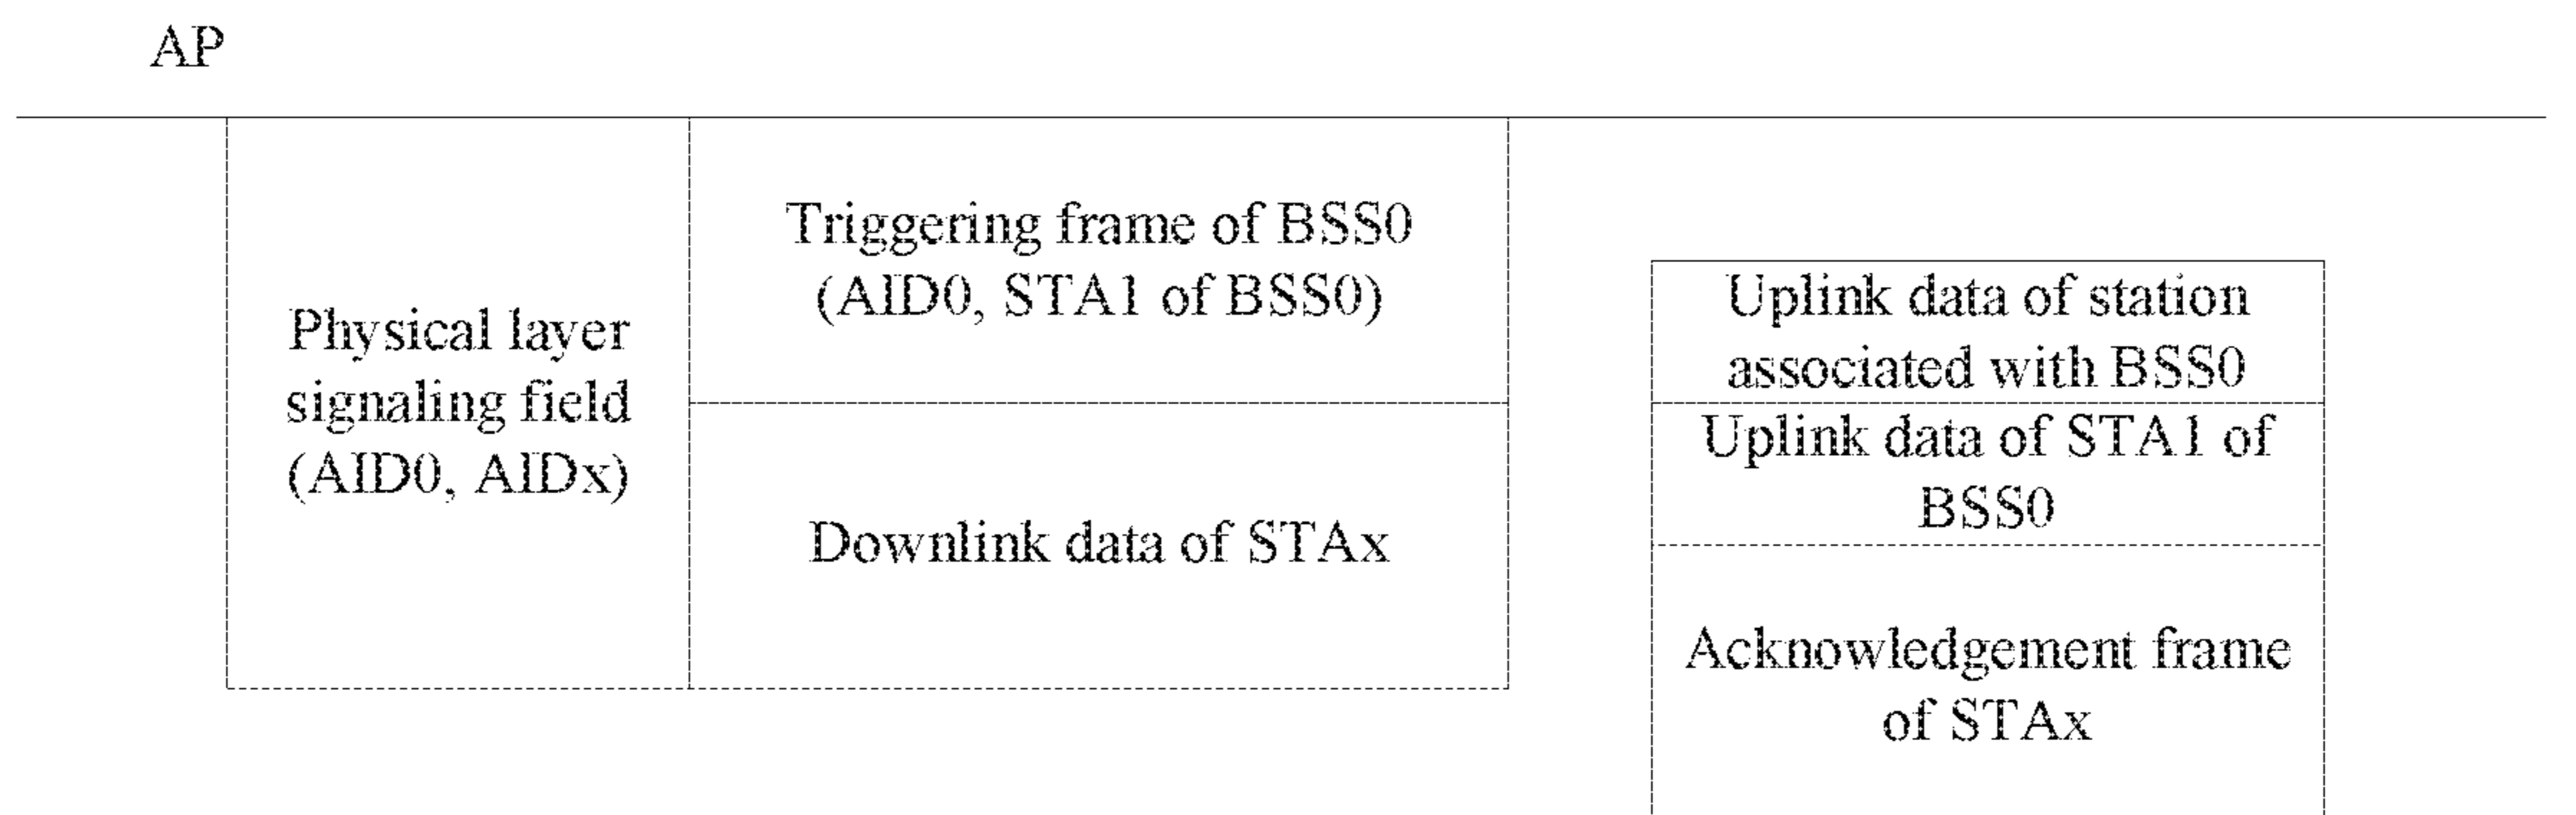 AP
Physical layer
signaling field
(AID0, AIDx)
Triggering frame of BSS0
(AID0, STA1 of BSS0)
Downlink data of STAx
Uplink data of station
associated with BSS0
Uplink data of STA1 of
BSS0
Acknowledgement frame
of STAx